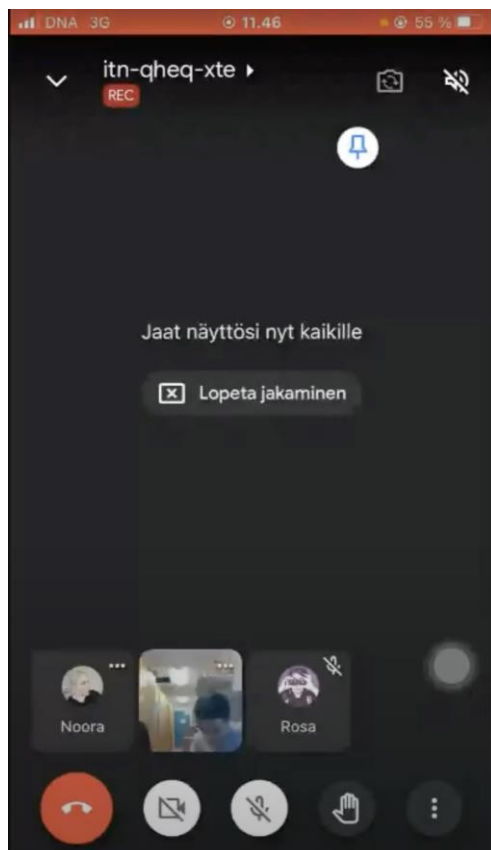 DNA 3G 11.46 55 %
itn-qheq-xte
REC
Jaat näyttösi nyt kaikille
Lopeta jakaminen
Noora
Rosa